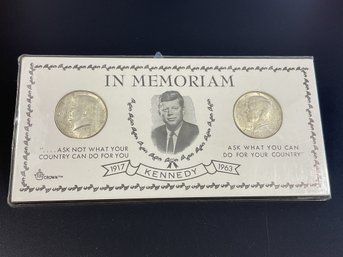 IN MEMORIAM
". . . . ASK NOT WHAT YOUR
COUNTRY CAN DO FOR YOU
ASK WHAT YOU CAN
DO FOR YOUR COUNTRY"
1917 KENNEDY 1963
CROWN™